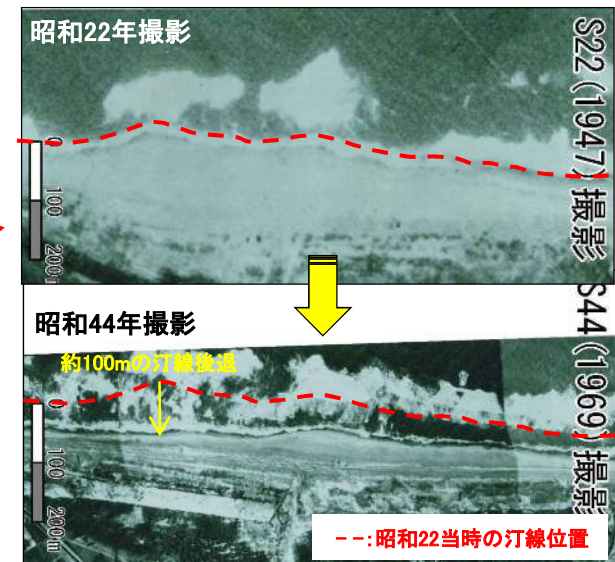 昭和22年撮影
S22 (1947) 撮影
0
100
200m
昭和44年撮影
S44 (1969) 撮影
約100mの汀線後退
0
100
200m
--:昭和22当時の汀線位置